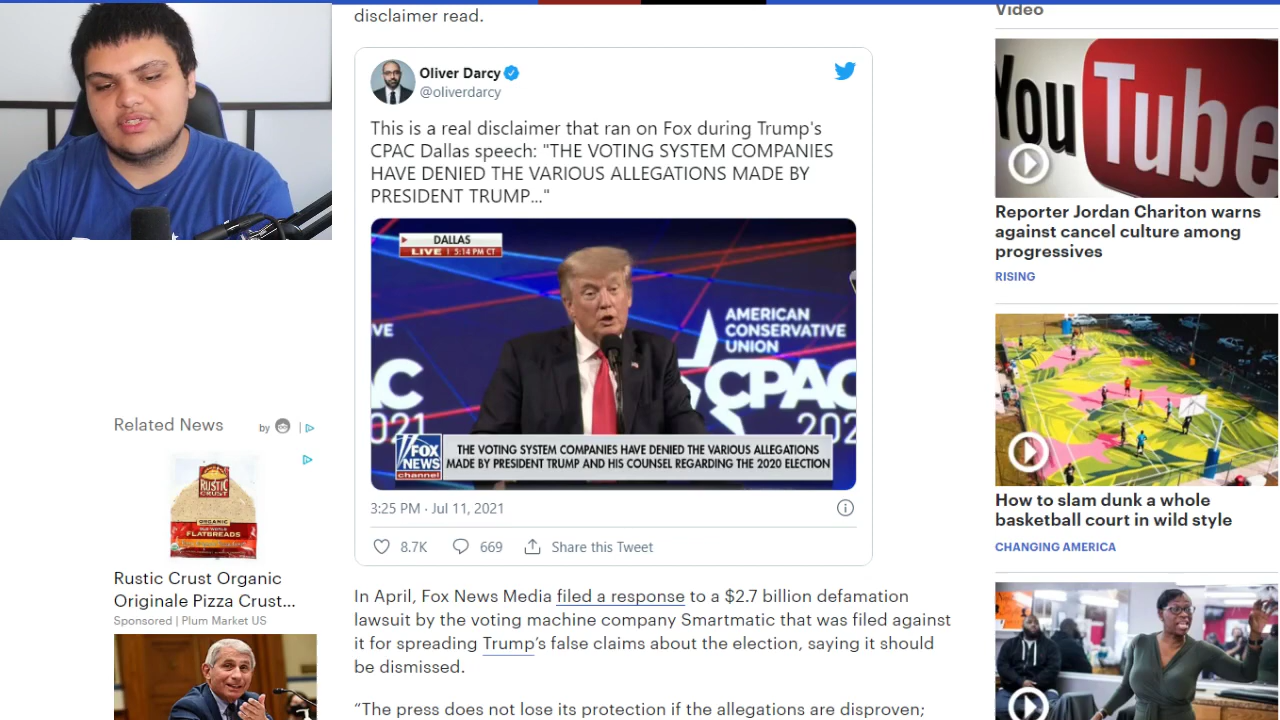 disclaimer read.
Oliver Darcy
@oliverdarcy
This is a real disclaimer that ran on Fox during Trump's
CPAC Dallas speech: "THE VOTING SYSTEM COMPANIES
HAVE DENIED THE VARIOUS ALLEGATIONS MADE BY
PRESIDENT TRUMP..."
DALLAS
LIVE | 5:14 PM CT
AMERICAN
CONSERVATIVE
UNION
VE
CPAC
C
021
202
FOX
NEWS
channel
THE VOTING SYSTEM COMPANIES HAVE DENIED THE VARIOUS ALLEGATIONS
MADE BY PRESIDENT TRUMP AND HIS COUNSEL REGARDING THE 2020 ELECTION
3:25 PM · Jul 11, 2021
8.7K 669 Share this Tweet
In April, Fox News Media filed a response to a $2.7 billion defamation
lawsuit by the voting machine company Smartmatic that was filed against
it for spreading Trump's false claims about the election, saying it should
be dismissed.
“The press does not lose its protection if the allegations are disproven;
Related News by
RUSTIC
CRUST
ORGANIC
FLATBREADS
Rustic Crust Organic
Originale Pizza Crust...
Sponsored | Plum Market US
Video
You Tube
Reporter Jordan Chariton warns
against cancel culture among
progressives
RISING
How to slam dunk a whole
basketball court in wild style
CHANGING AMERICA